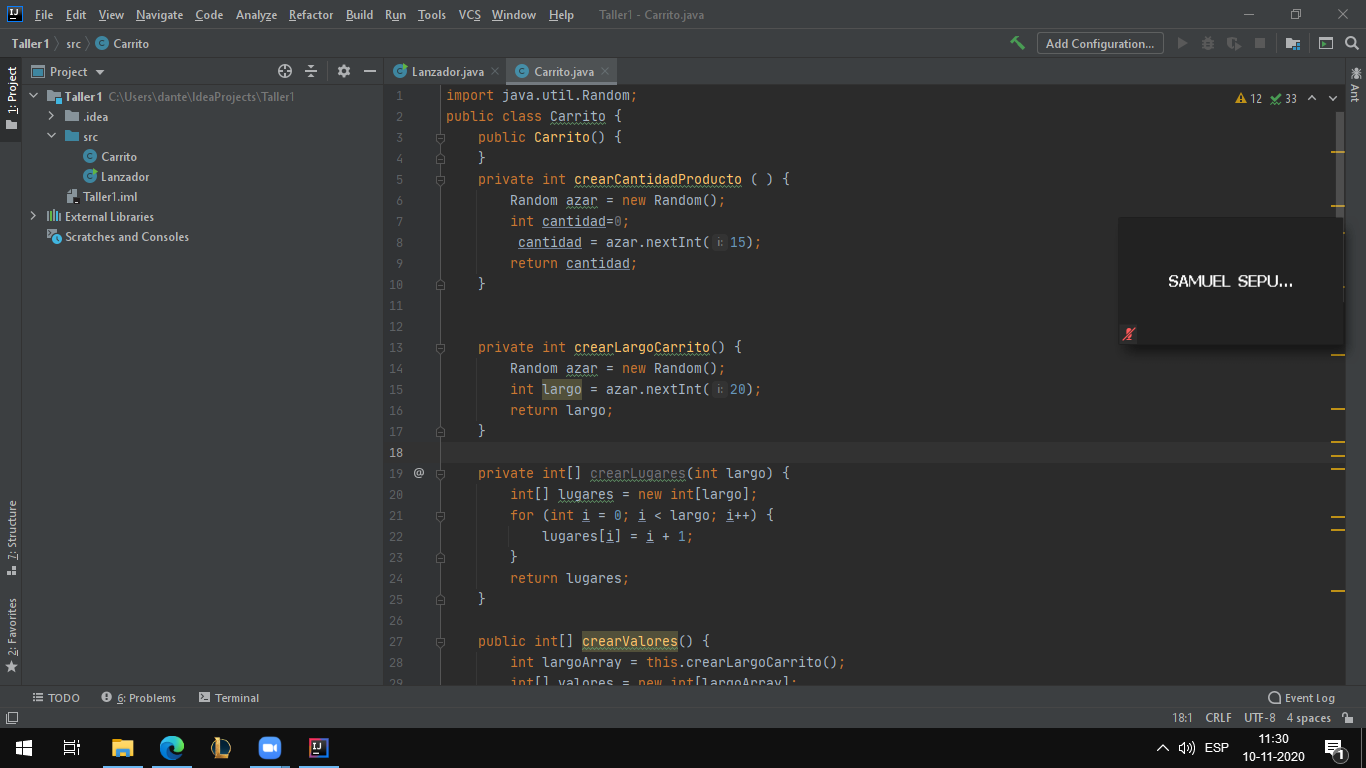 File Edit View Navigate Code Analyze Refactor Build Run Tools VCS Window Help Taller1 - Carrito.java
Taller1 src Carrito Add Configuration...
1: Project
Project
Lanzador.java Carrito.java
Ant
Taller1 C:\Users\dante\IdeaProjects\Taller1
.idea
src
Carrito
Lanzador
Taller1.iml
External Libraries
Scratches and Consoles
12 33
1 import java.util.Random;
2 public class Carrito {
3 public Carrito() {
4 }
5 private int crearCantidadProducto ( ) {
6 Random azar = new Random();
7 int cantidad=0;
8 cantidad = azar.nextInt( i: 15);
9 return cantidad;
10 }
11
12
13 private int crearLargoCarrito() {
14 Random azar = new Random();
15 int largo = azar.nextInt( i: 20);
16 return largo;
17 }
18
19 @ private int[] crearLugares(int largo) {
20 int[] lugares = new int[largo];
21 for (int i = 0; i < largo; i++) {
22 lugares[i] = i + 1;
23 }
24 return lugares;
25 }
26
27 public int[] crearValores() {
28 int largoArray = this.crearLargoCarrito();
29 int[] valores = new int[largoArray];
SAMUEL SEPU...
7: Structure
2: Favorites
TODO 6: Problems Terminal Event Log
18:1 CRLF UTF-8 4 spaces
ESP
11:30
10-11-2020
1